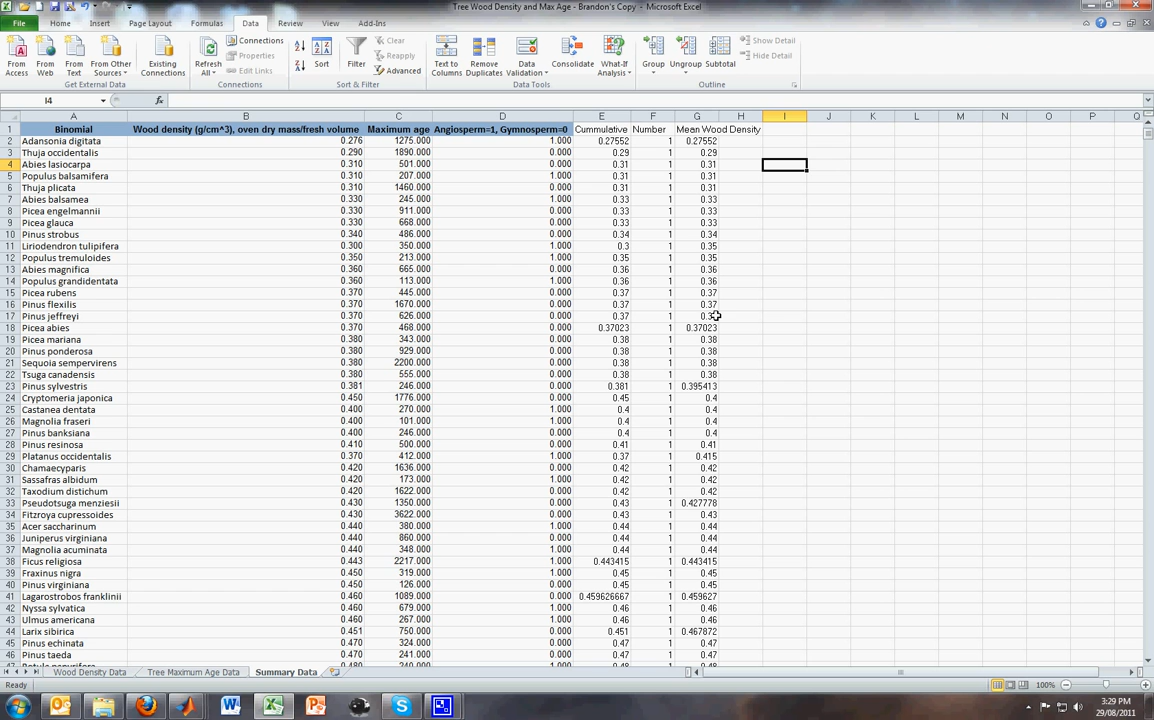 Tree Wood Density and Max Age - Brandon's Copy - Microsoft Excel
File Home Insert Page Layout Formulas Data Review View Add-Ins
From Access From Web From Text From Other Sources Existing Connections Refresh All Connections Properties Edit Links Sort Filter Clear Reapply Advanced Text to Columns Remove Duplicates Data Validation Consolidate What-If Analysis Group Ungroup Subtotal Show Detail Hide Detail
Get External Data Connections Sort & Filter Data Tools Outline
I4 fx
A B C D E F G H I J K L M N O P Q
1 Binomial Wood density (g/cm^3), oven dry mass/fresh volume Maximum age Angiosperm=1, Gymnosperm=0 Cummulative Number Mean Wood Density
2 Adansonia digitata 0.276 1275.000 1.000 0.27552 1 0.27552
3 Thuja occidentalis 0.290 1890.000 0.000 0.29 1 0.29
4 Abies lasiocarpa 0.310 501.000 0.000 0.31 1 0.31
5 Populus balsamifera 0.310 207.000 1.000 0.31 1 0.31
6 Thuja plicata 0.310 1460.000 0.000 0.31 1 0.31
7 Abies balsamea 0.330 245.000 1.000 0.33 1 0.33
8 Picea engelmannii 0.330 911.000 0.000 0.33 1 0.33
9 Picea glauca 0.330 668.000 0.000 0.33 1 0.33
10 Pinus strobus 0.340 486.000 0.000 0.34 1 0.34
11 Liriodendron tulipifera 0.300 350.000 1.000 0.3 1 0.35
12 Populus tremuloides 0.350 213.000 1.000 0.35 1 0.35
13 Abies magnifica 0.360 665.000 0.000 0.36 1 0.36
14 Populus grandidentata 0.360 113.000 1.000 0.36 1 0.36
15 Picea rubens 0.370 445.000 0.000 0.37 1 0.37
16 Pinus flexilis 0.370 1670.000 0.000 0.37 1 0.37
17 Pinus jeffreyi 0.370 626.000 0.000 0.37 1
18 Picea abies 0.370 468.000 0.000 0.37023 1 0.37023
19 Picea mariana 0.380 343.000 0.000 0.38 1 0.38
20 Pinus ponderosa 0.380 929.000 0.000 0.38 1 0.38
21 Sequoia sempervirens 0.380 2200.000 0.000 0.38 1 0.38
22 Tsuga canadensis 0.380 555.000 0.000 0.38 1 0.38
23 Pinus sylvestris 0.381 246.000 0.000 0.381 1 0.395413
24 Cryptomeria japonica 0.450 1776.000 0.000 0.45 1 0.4
25 Castanea dentata 0.400 270.000 1.000 0.4 1 0.4
26 Magnolia fraseri 0.400 101.000 1.000 0.4 1 0.4
27 Pinus banksiana 0.400 246.000 0.000 0.4 1 0.4
28 Pinus resinosa 0.410 500.000 0.000 0.41 1 0.41
29 Platanus occidentalis 0.370 412.000 1.000 0.37 1 0.415
30 Chamaecyparis 0.420 1636.000 0.000 0.42 1 0.42
31 Sassafras albidum 0.420 173.000 1.000 0.42 1 0.42
32 Taxodium distichum 0.420 1622.000 0.000 0.42 1 0.42
33 Pseudotsuga menziesii 0.430 1350.000 0.000 0.43 1 0.427778
34 Fitzroya cupressoides 0.430 3622.000 0.000 0.43 1 0.43
35 Acer saccharinum 0.440 380.000 1.000 0.44 1 0.44
36 Juniperus virginiana 0.440 860.000 0.000 0.44 1 0.44
37 Magnolia acuminata 0.440 348.000 1.000 0.44 1 0.44
38 Ficus religiosa 0.443 2217.000 1.000 0.443415 1 0.443415
39 Fraxinus nigra 0.450 319.000 1.000 0.45 1 0.45
40 Pinus virginiana 0.450 126.000 0.000 0.45 1 0.45
41 Lagarostrobos franklinii 0.460 1089.000 0.000 0.459626667 1 0.459627
42 Nyssa sylvatica 0.460 679.000 1.000 0.46 1 0.46
43 Ulmus americana 0.460 267.000 1.000 0.46 1 0.46
44 Larix sibirica 0.451 750.000 0.000 0.451 1 0.467872
45 Pinus echinata 0.470 324.000 0.000 0.47 1 0.47
46 Pinus taeda 0.470 241.000 0.000 0.47 1 0.47
47 Betula papyrifera 0.480 240.000 1.000 0.48 1 0.48
Wood Density Data Tree Maximum Age Data Summary Data
Ready 100%
3:29 PM
29/08/2011